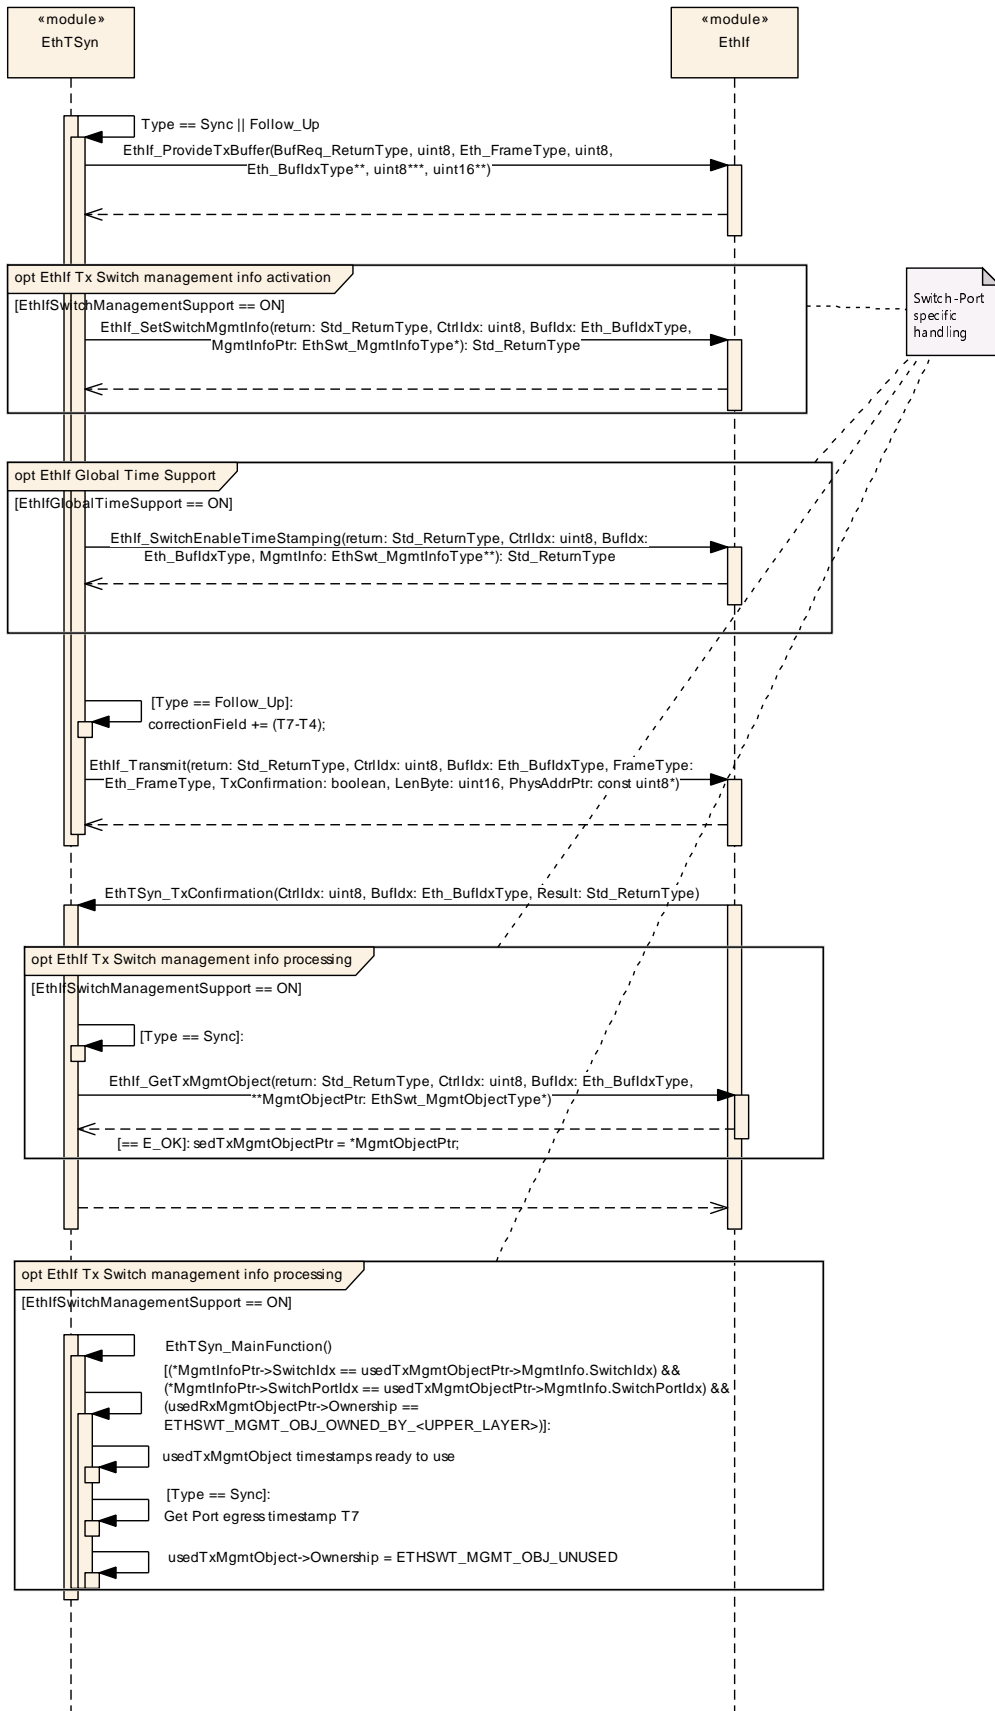 «module»
EthTSyn
«module»
EthIf
Type == Sync || Follow_Up
EthIf_ProvideTxBuffer(BufReq_ReturnType, uint8, Eth_FrameType, uint8,
Eth_BufIdxType**, uint8***, uint16**)
opt EthIf Tx Switch management info activation
[EthIfSwitchManagementSupport == ON]
EthIf_SetSwitchMgmtInfo(return: Std_ReturnType, CtrlIdx: uint8, BufIdx: Eth_BufIdxType,
MgmtInfoPtr: EthSwt_MgmtInfoType*): Std_ReturnType
Switch-Port
specific
handling
opt EthIf Global Time Support
[EthIfGlobalTimeSupport == ON]
EthIf_SwitchEnableTimeStamping(return: Std_ReturnType, CtrlIdx: uint8, BufIdx:
Eth_BufIdxType, MgmtInfo: EthSwt_MgmtInfoType**): Std_ReturnType
[Type == Follow_Up]:
correctionField += (T7-T4);
EthIf_Transmit(return: Std_ReturnType, CtrlIdx: uint8, BufIdx: Eth_BufIdxType, FrameType:
Eth_FrameType, TxConfirmation: boolean, LenByte: uint16, PhysAddrPtr: const uint8*)
EthTSyn_TxConfirmation(CtrlIdx: uint8, BufIdx: Eth_BufIdxType, Result: Std_ReturnType)
opt EthIf Tx Switch management info processing
[EthIfSwitchManagementSupport == ON]
[Type == Sync]:
EthIf_GetTxMgmtObject(return: Std_ReturnType, CtrlIdx: uint8, BufIdx: Eth_BufIdxType,
**MgmtObjectPtr: EthSwt_MgmtObjectType*)
[== E_OK]: sedTxMgmtObjectPtr = *MgmtObjectPtr;
opt EthIf Tx Switch management info processing
[EthIfSwitchManagementSupport == ON]
EthTSyn_MainFunction()
[(*MgmtInfoPtr->SwitchIdx == usedTxMgmtObjectPtr->MgmtInfo.SwitchIdx) &&
(*MgmtInfoPtr->SwitchPortIdx == usedTxMgmtObjectPtr->MgmtInfo.SwitchPortIdx) &&
(usedRxMgmtObjectPtr->Ownership ==
ETHSWT_MGMT_OBJ_OWNED_BY_<UPPER_LAYER>)]:
usedTxMgmtObject timestamps ready to use
[Type == Sync]:
Get Port egress timestamp T7
usedTxMgmtObject->Ownership = ETHSWT_MGMT_OBJ_UNUSED